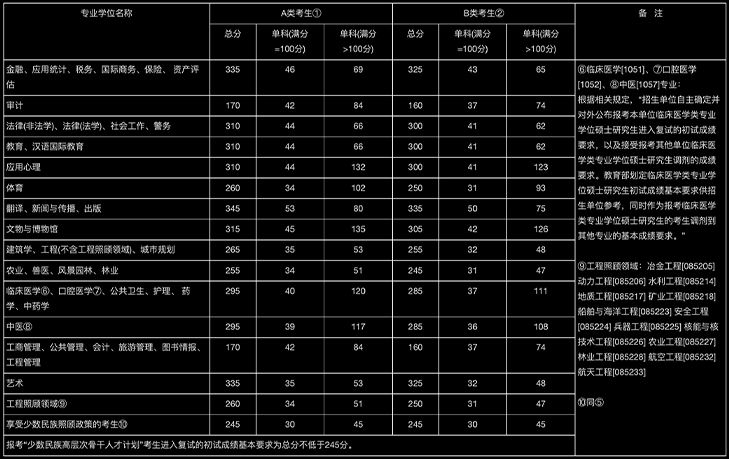 专业学位名称 A类考生① B类考生② 备 注
总分 单科(满分=100分) 单科(满分>100分) 总分 单科(满分=100分) 单科(满分>100分)
金融、应用统计、税务、国际商务、保险、 资产评估 335 46 69 325 43 65
审计 170 42 84 160 37 74
法律(非法学)、法律(法学)、社会工作、警务 310 44 66 300 41 62
教育、汉语国际教育 310 44 66 300 41 62
应用心理 310 44 132 300 41 123
体育 260 34 102 250 31 93
翻译、新闻与传播、出版 345 53 80 335 50 75
文物与博物馆 315 45 135 305 42 126
建筑学、工程(不含工程照顾领域)、城市规划 265 35 53 255 32 48
农业、兽医、风景园林、林业 255 34 51 245 31 47
临床医学⑥、口腔医学⑦、公共卫生、护理、 药学、中药学 295 40 120 285 37 111
中医⑧ 295 39 117 285 36 108
工商管理、公共管理、会计、旅游管理、图书情报、工程管理 170 42 84 160 37 74
艺术 335 35 53 325 32 48
工程照顾领域⑨ 260 34 51 250 31 47
享受少数民族照顾政策的考生⑩ 245 30 45 245 30 45
报考“少数民族高层次骨干人才计划”考生进入复试的初试成绩基本要求为总分不低于245分。
⑥临床医学[1051]、⑦口腔医学
[1052]、⑧中医[1057]专业：
根据相关规定，“招生单位自主确定并
对外公布报考本单位临床医学类专业
学位硕士研究生进入复试的初试成绩
要求，以及接受报考其他单位临床医
学类专业学位硕士研究生调剂的成绩
要求。教育部划定临床医学类专业学
位硕士研究生初试成绩基本要求供招
生单位参考，同时作为报考临床医学
类专业学位硕士研究生的考生调剂到
其他专业的基本成绩要求。”
⑨工程照顾领域：冶金工程[085205]
动力工程[085206] 水利工程[085214]
地质工程[085217] 矿业工程[085218]
船舶与海洋工程[085223] 安全工程
[085224] 兵器工程[085225] 核能与核
技术工程[085226] 农业工程[085227]
林业工程[085228] 航空工程[085232]
航天工程[085233]
⑩同⑤